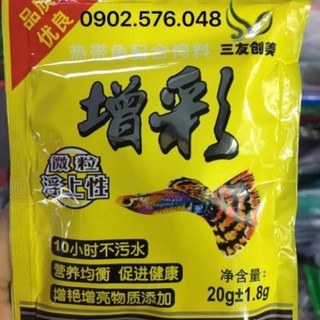 品质
优良
0902.576.048
三友创美
热带鱼配合饲料
增彩
微粒
浮上性
10小时不污水
营养均衡 促进健康
增艳增亮物质添加
净含量:
20g±1.8g